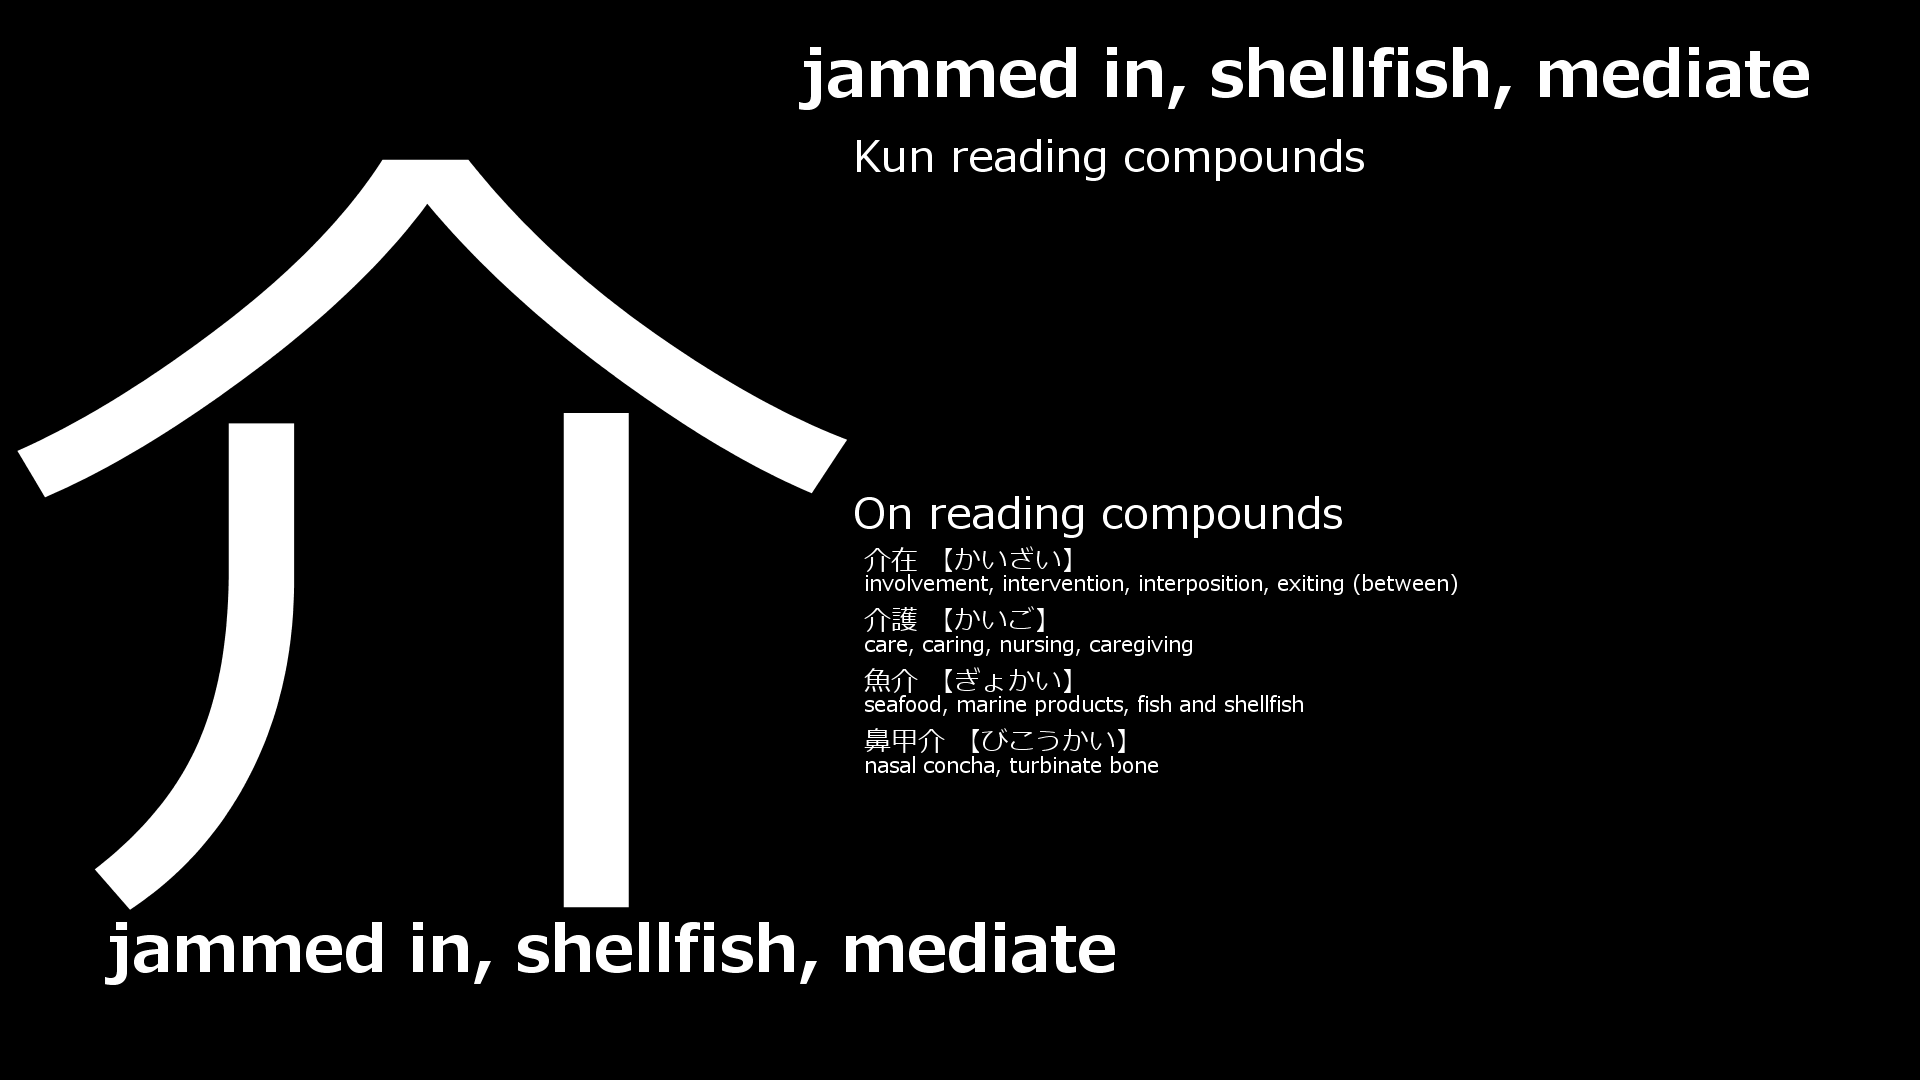 jammed in, shellfish, mediate
Kun reading compounds
介
On reading compounds
介在 【かいざい】
involvement, intervention, interposition, exiting (between)
介護 【かいご】
care, caring, nursing, caregiving
魚介 【ぎょかい】
seafood, marine products, fish and shellfish
鼻甲介 【びこうかい】
nasal concha, turbinate bone
jammed in, shellfish, mediate